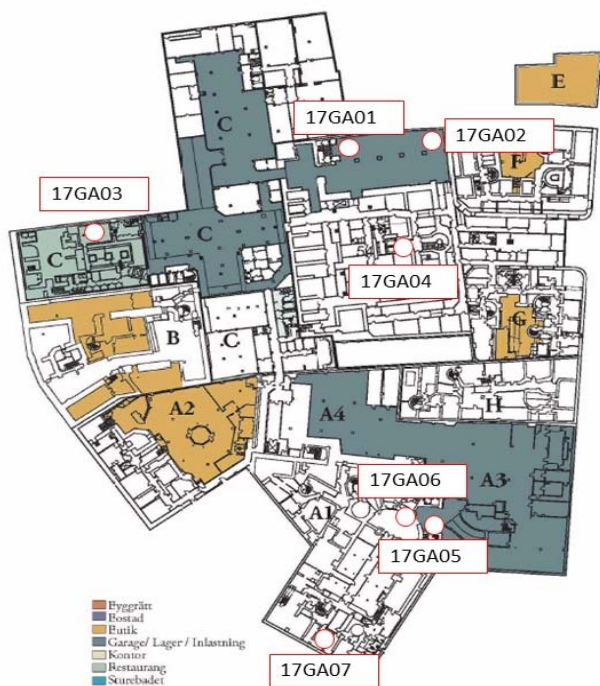 E
17GA01
17GA02
C
F
17GA03
C
C
17GA04
G
B
C
A2
A4
H
A3
17GA06
A1
17GA05
Byggrätt
Bostad
Butik
Garage/ Lager / Inlastning
Kontor
Restaurang
Sturebadet
17GA07